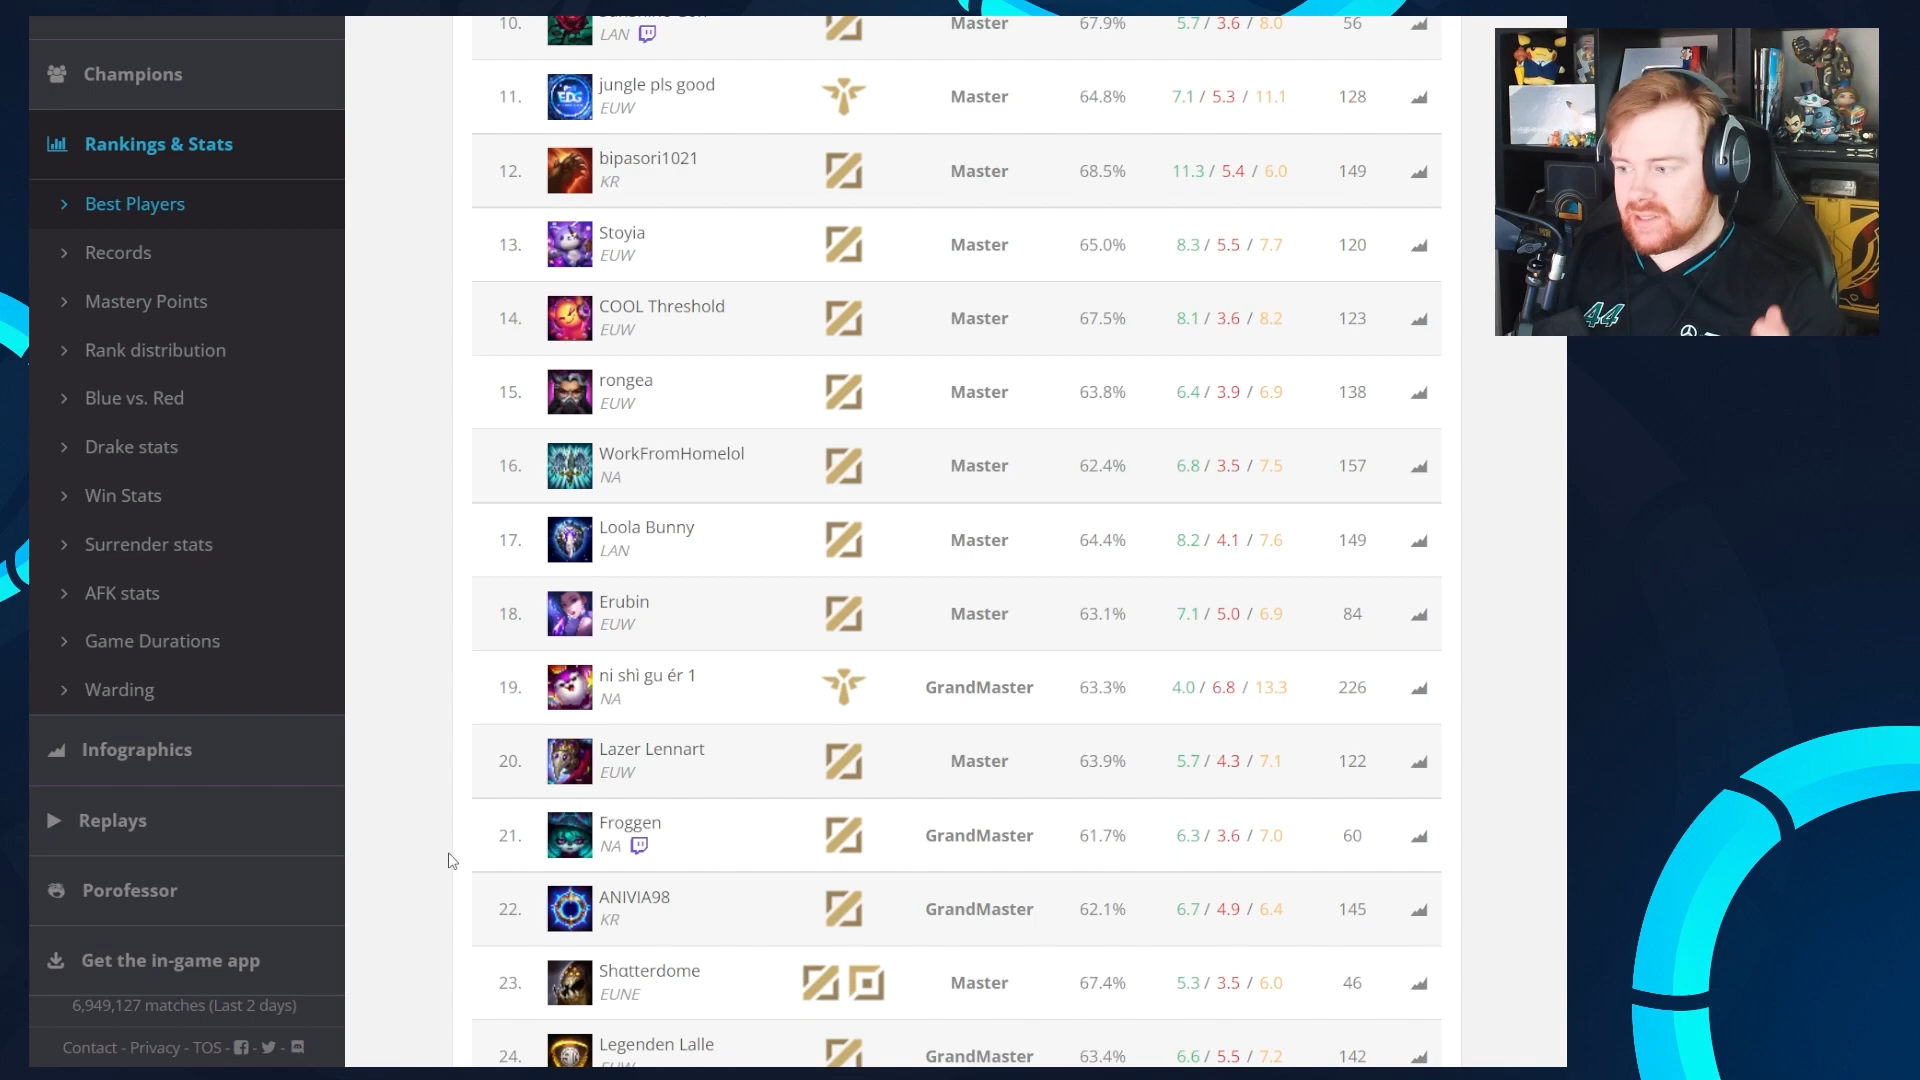 Champions
Rankings & Stats
Best Players
Records
Mastery Points
Rank distribution
Blue vs. Red
Drake stats
Win Stats
Surrender stats
AFK stats
Game Durations
Warding
Infographics
Replays
Porofessor
Get the in-game app
6,949,127 matches (Last 2 days)
Contact - Privacy - TOS -
10. LAN Master 67.9% 5.7 / 3.6 / 8.0 56
11. jungle pls good EUW Master 64.8% 7.1 / 5.3 / 11.1 128
12. bipasori1021 KR Master 68.5% 11.3 / 5.4 / 6.0 149
13. Stoyia EUW Master 65.0% 8.3 / 5.5 / 7.7 120
14. COOL Threshold EUW Master 67.5% 8.1 / 3.6 / 8.2 123
15. rongea EUW Master 63.8% 6.4 / 3.9 / 6.9 138
16. WorkFromHomelol NA Master 62.4% 6.8 / 3.5 / 7.5 157
17. Loola Bunny LAN Master 64.4% 8.2 / 4.1 / 7.6 149
18. Erubin EUW Master 63.1% 7.1 / 5.0 / 6.9 84
19. ni shì gu ér 1 NA GrandMaster 63.3% 4.0 / 6.8 / 13.3 226
20. Lazer Lennart EUW Master 63.9% 5.7 / 4.3 / 7.1 122
21. Froggen NA GrandMaster 61.7% 6.3 / 3.6 / 7.0 60
22. ANIVIA98 KR GrandMaster 62.1% 6.7 / 4.9 / 6.4 145
23. Shαtterdome EUNE Master 67.4% 5.3 / 3.5 / 6.0 46
24. Legenden Lalle EUW GrandMaster 63.4% 6.6 / 5.5 / 7.2 142
EDG
44